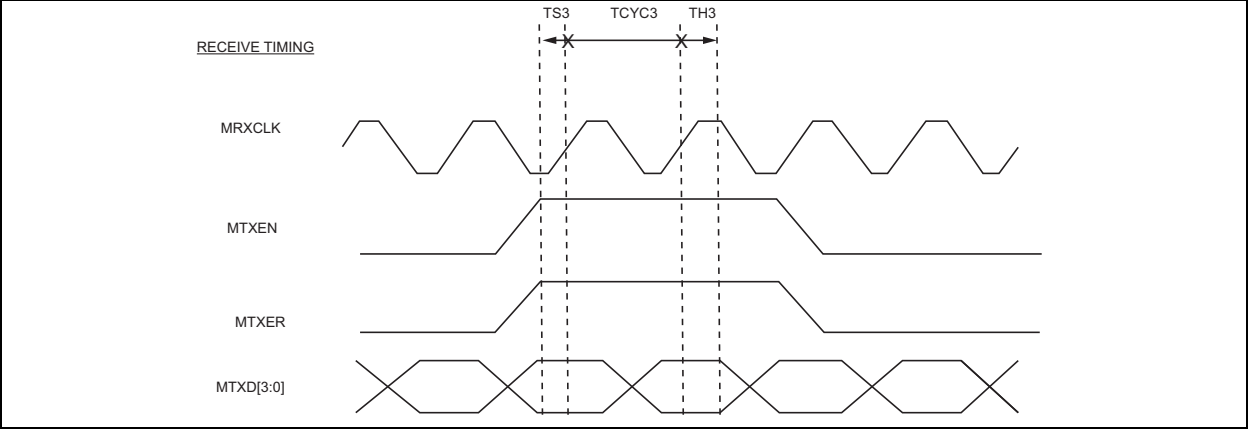 TS3 TCYC3 TH3
RECEIVE TIMING
MRXCLK
MTXEN
MTXER
MTXD[3:0]